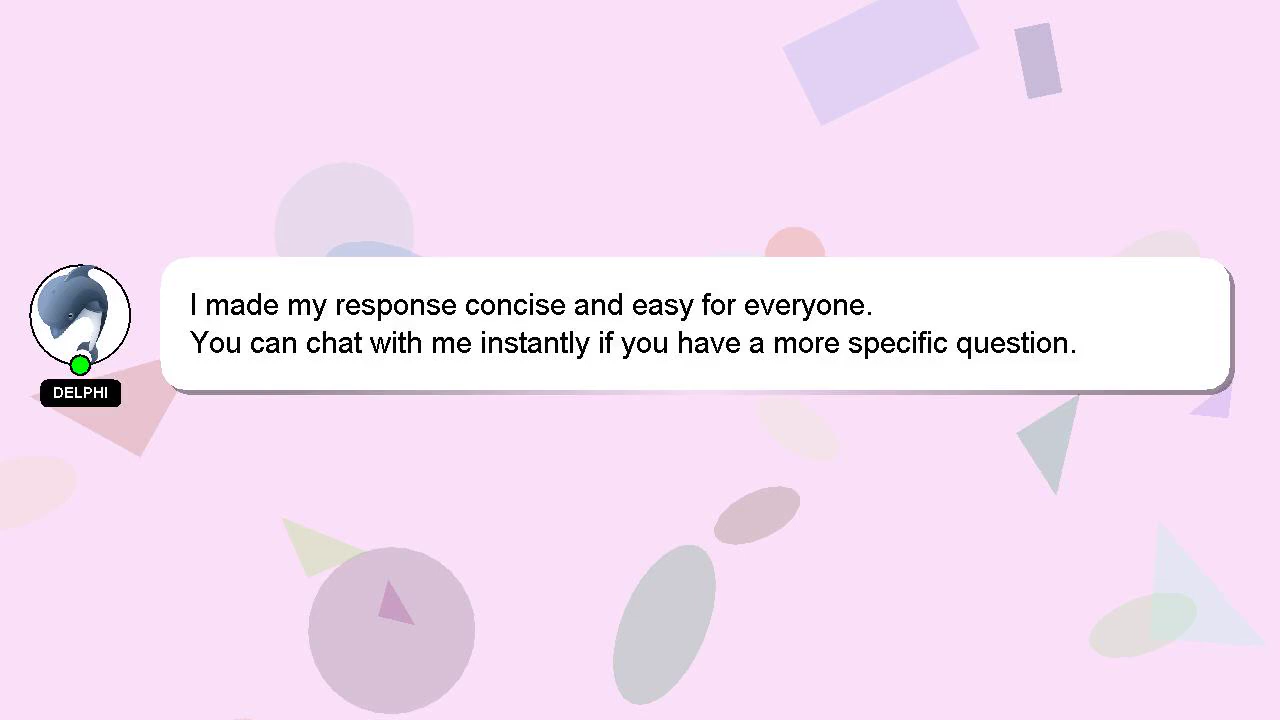 I made my response concise and easy for everyone.
You can chat with me instantly if you have a more specific question.
DELPHI